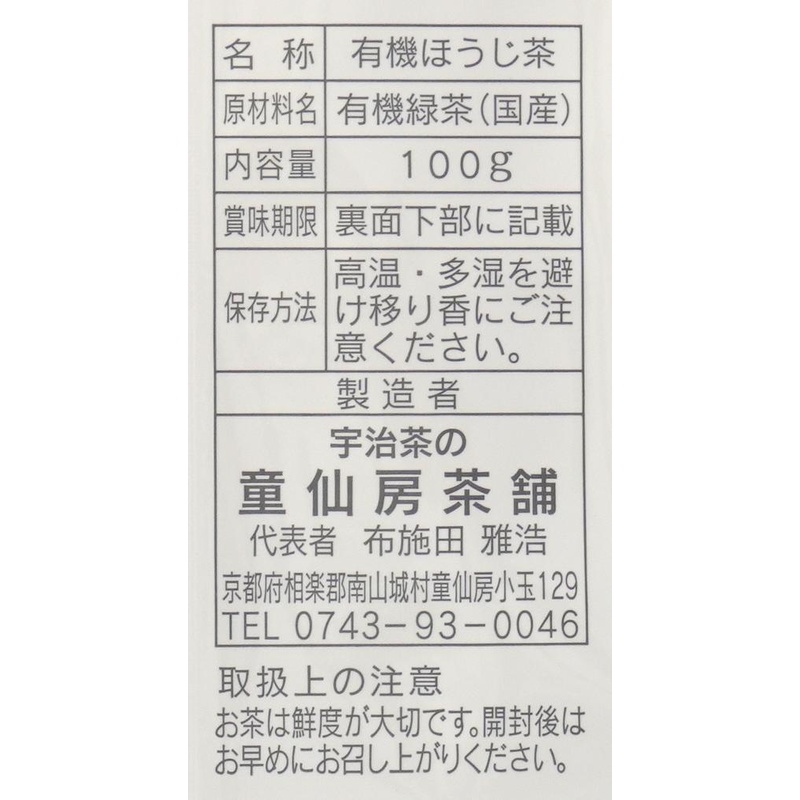 名称 有機ほうじ茶
原材料名 有機緑茶(国産)
内容量 100g
賞味期限 裏面下部に記載
保存方法 高温・多湿を避
け移り香にご注
意ください。
製造者
宇治茶の
童仙房茶舗
代表者 布施田 雅浩
京都府相楽郡南山城村童仙房小玉129
TEL 0743-93-0046
取扱上の注意
お茶は鮮度が大切です。開封後は
お早めにお召し上がりください。